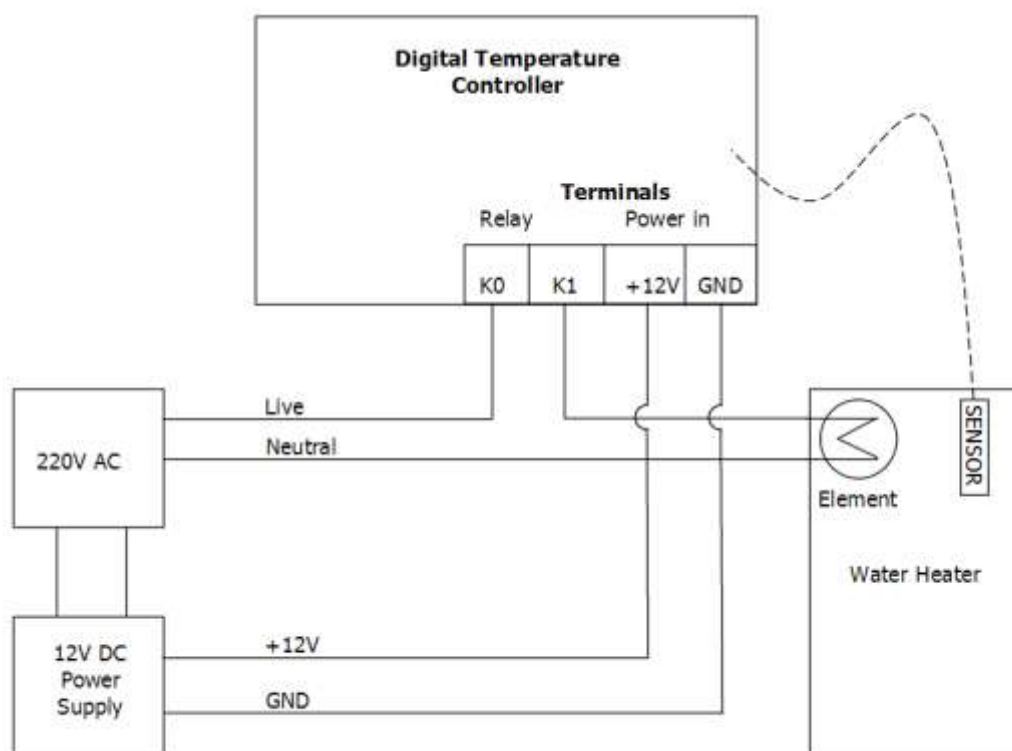 Digital Temperature
Controller
Terminals
Relay
Power in
K0
K1
+12V
GND
Live
Neutral
220V AC
SENSOR
Element
Water Heater
12V DC
Power
Supply
+12V
GND